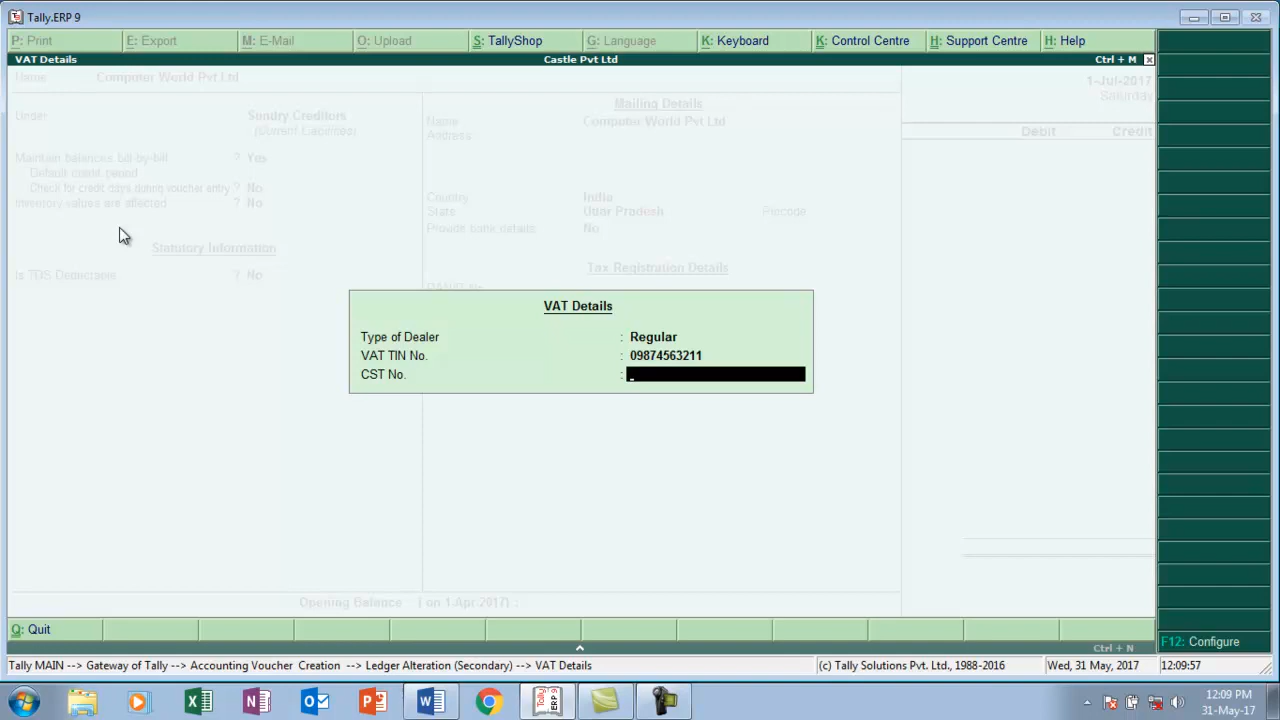 Tally.ERP 9
P: Print E: Export M: E-Mail O: Upload S: TallyShop G: Language K: Keyboard K: Control Centre H: Support Centre H: Help
VAT Details Castle Pvt Ltd Ctrl + M
Name Computer World Pvt Ltd 1-Jul-2017
Saturday
Mailing Details
Under Sundry Creditors
(Current Liabilities)
Name Computer World Pvt Ltd
Address
Debit Credit
Maintain balances bill-by-bill ? Yes
Default credit period
Check for credit days during voucher entry ? No
Inventory values are affected ? No
Country India
State Uttar Pradesh Pincode
Provide bank details No
Statutory Information
Tax Registration Details
Is TDS Deductable ? No
VAT Details
Type of Dealer : Regular
VAT TIN No. : 09874563211
CST No. :
Opening Balance ( on 1-Apr-2017) :
Q: Quit
F12: Configure
Ctrl + N
Tally MAIN --> Gateway of Tally --> Accounting Voucher Creation --> Ledger Alteration (Secondary) --> VAT Details
(c) Tally Solutions Pvt. Ltd., 1988-2016 Wed, 31 May, 2017 12:09:57
12:09 PM
31-May-17